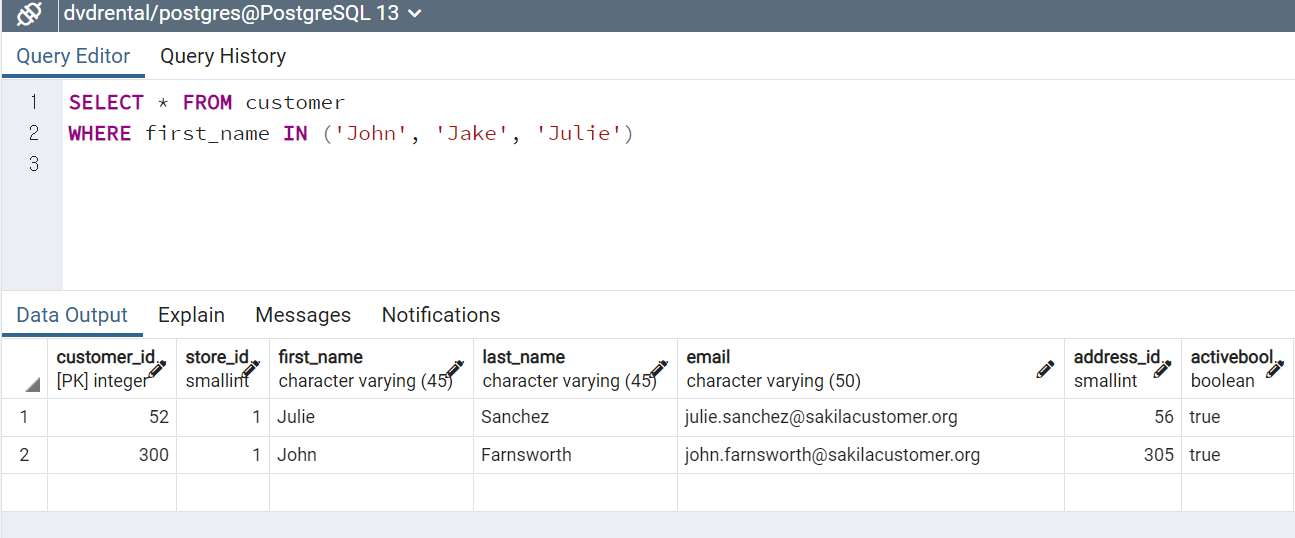 dvdrental/postgres@PostgreSQL 13
Query Editor Query History
1 SELECT * FROM customer
2 WHERE first_name IN ('John', 'Jake', 'Julie')
3
Data Output Explain Messages Notifications
customer_id store_id first_name last_name email address_id activebool
[PK] integer smallint character varying (45) character varying (45) character varying (50) smallint boolean
1 52 1 Julie Sanchez julie.sanchez@sakilacustomer.org 56 true
2 300 1 John Farnsworth john.farnsworth@sakilacustomer.org 305 true